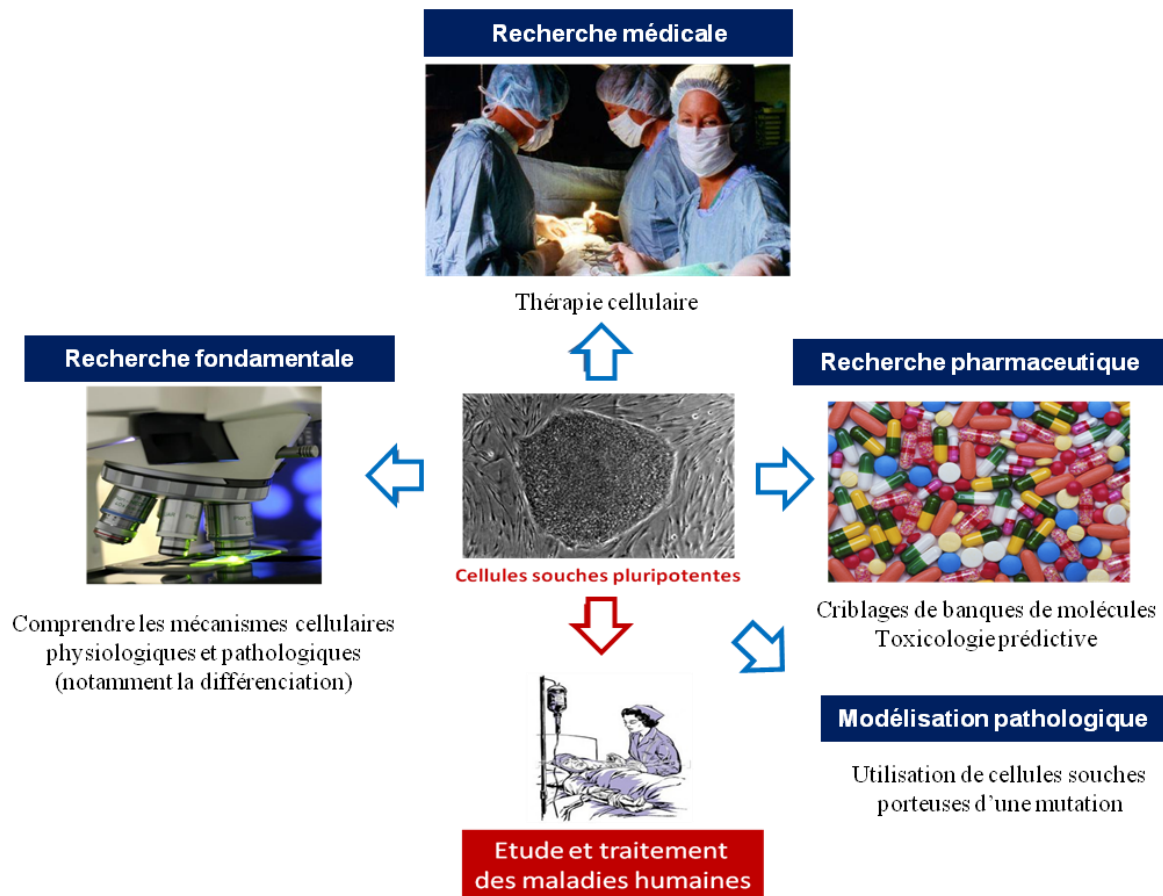 Recherche médicale
Thérapie cellulaire
Recherche fondamentale
Comprendre les mécanismes cellulaires
physiologiques et pathologiques
(notamment la différenciation)
Cellules souches pluripotentes
Recherche pharmaceutique
Criblages de banques de molécules
Toxicologie prédictive
Modélisation pathologique
Utilisation de cellules souches
porteuses d'une mutation
Etude et traitement
des maladies humaines